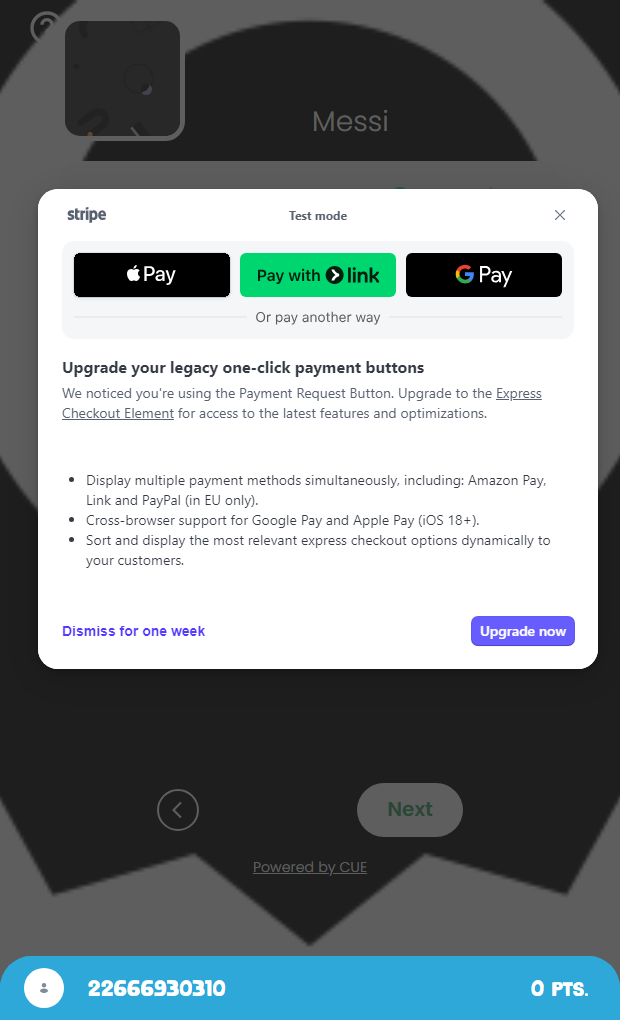 Messi
stripe
Test mode
Pay
Pay with link
G Pay
Or pay another way
Upgrade your legacy one-click payment buttons
We noticed you're using the Payment Request Button. Upgrade to the Express
Checkout Element for access to the latest features and optimizations.
Display multiple payment methods simultaneously, including: Amazon Pay,
Link and PayPal (in EU only).
Cross-browser support for Google Pay and Apple Pay (iOS 18+).
Sort and display the most relevant express checkout options dynamically to
your customers.
Dismiss for one week
Upgrade now
Next
Powered by CUE
22666930310
0 PTS.